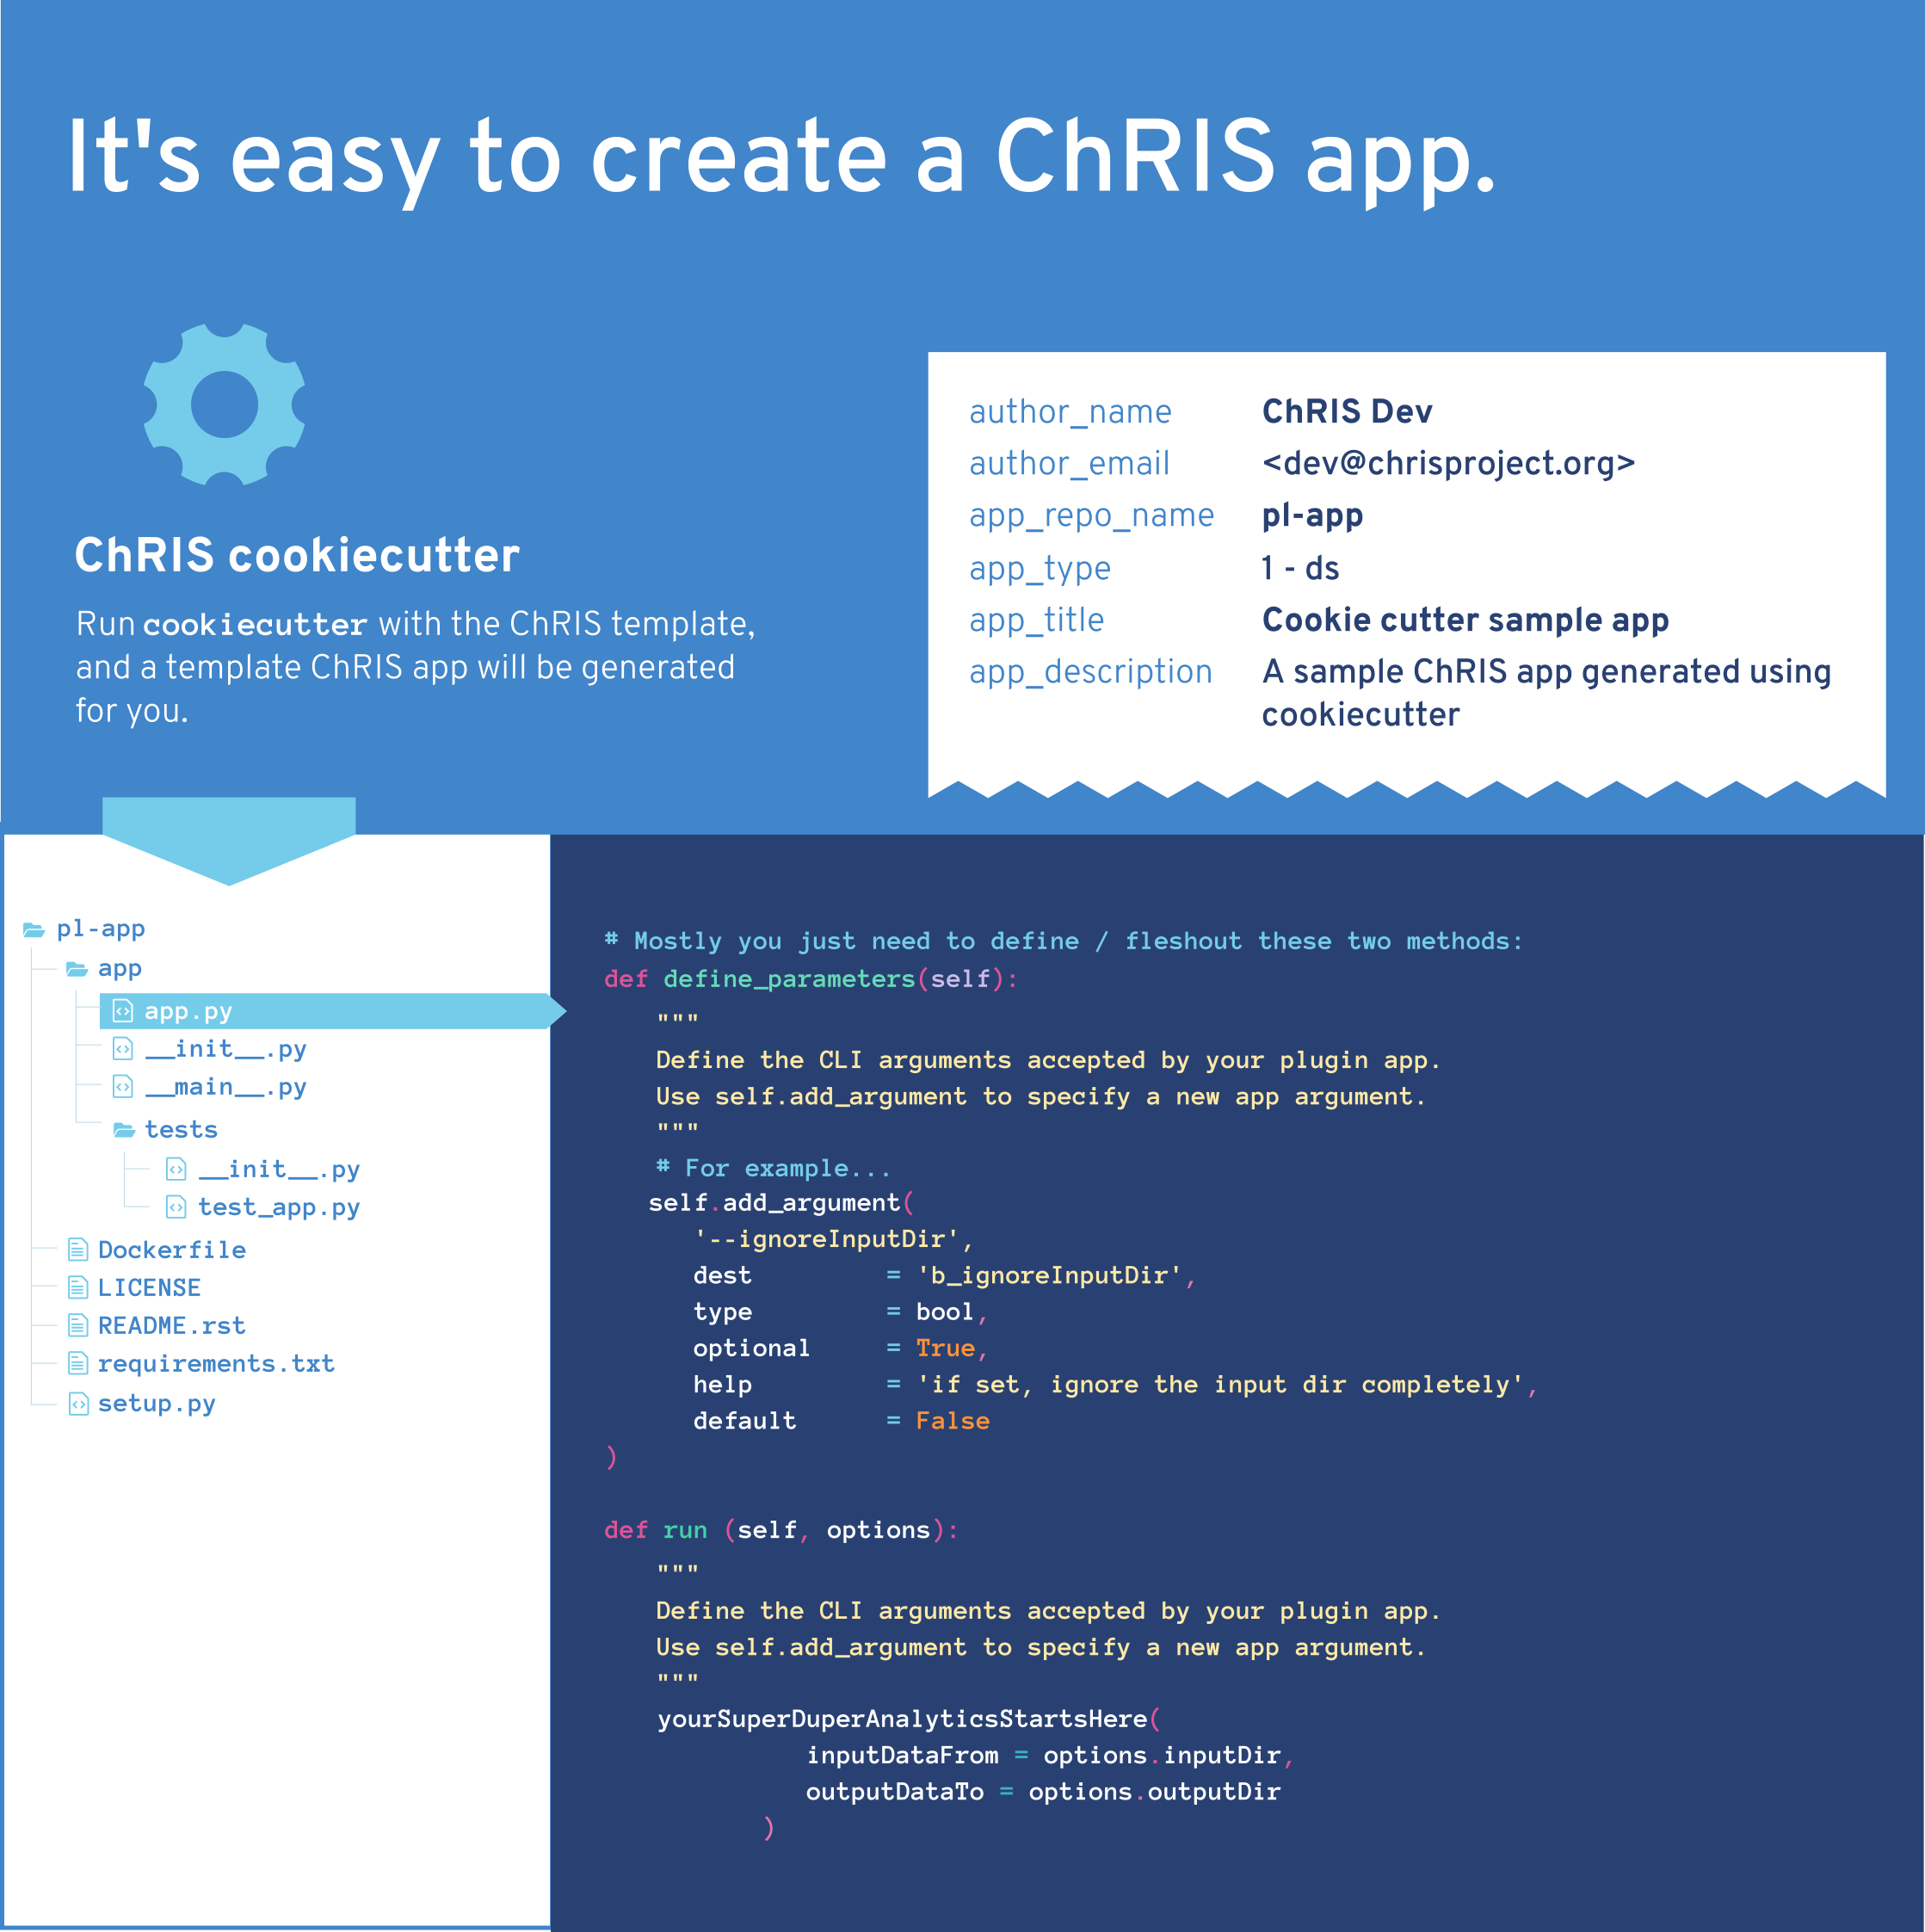 It's easy to create a ChRIS app.
ChRIS cookiecutter
Run cookiecutter with the ChRIS template,
and a template ChRIS app will be generated
for you.
author_name ChRIS Dev
author_email <dev@chrisproject.org>
app_repo_name pl-app
app_type 1 - ds
app_title Cookie cutter sample app
app_description A sample ChRIS app generated using
cookiecutter
pl-app
app
app.py
__init__.py
__main__.py
tests
__init__.py
test_app.py
Dockerfile
LICENSE
README.rst
requirements.txt
setup.py
# Mostly you just need to define / fleshout these two methods:
def define_parameters(self):
"""
Define the CLI arguments accepted by your plugin app.
Use self.add_argument to specify a new app argument.
"""
# For example...
self.add_argument(
'--ignoreInputDir',
dest = 'b_ignoreInputDir',
type = bool,
optional = True,
help = 'if set, ignore the input dir completely',
default = False
)
def run (self, options):
"""
Define the CLI arguments accepted by your plugin app.
Use self.add_argument to specify a new app argument.
"""
yourSuperDuperAnalyticsStartsHere(
inputDataFrom = options.inputDir,
outputDataTo = options.outputDir
)